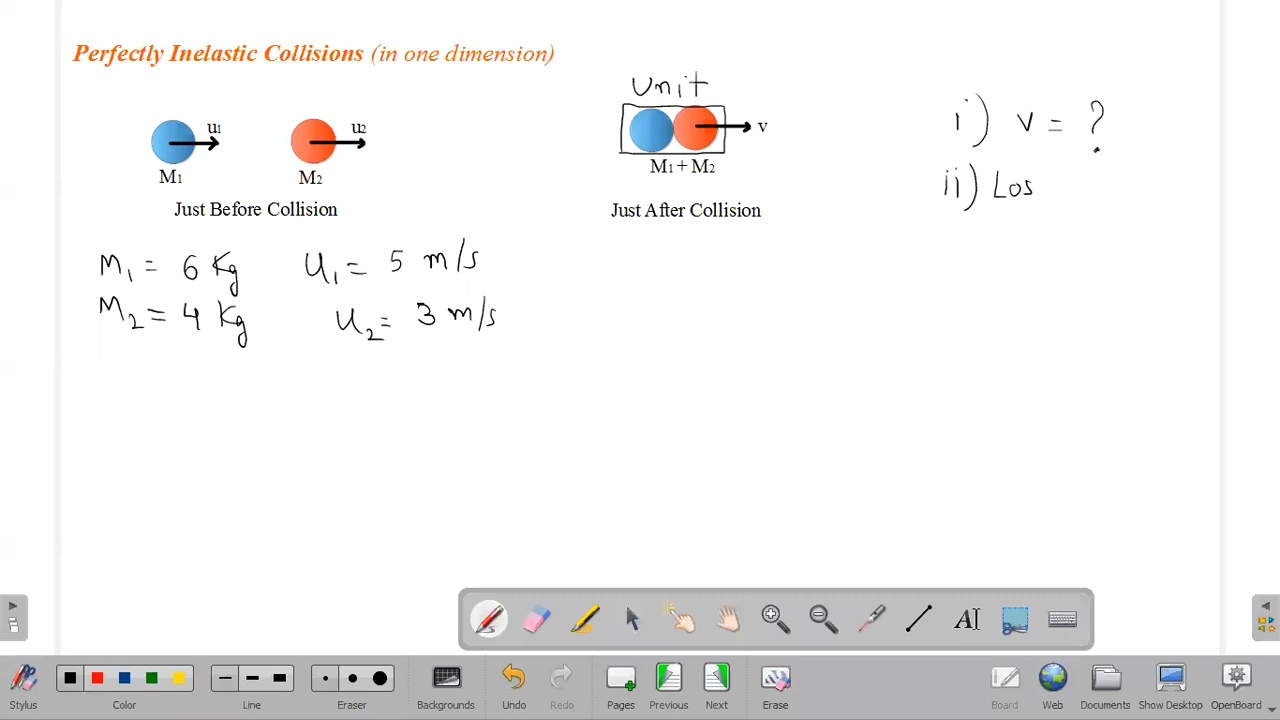 Perfectly Inelastic Collisions (in one dimension)
u1 u2
M1 M2
Just Before Collision
Unit
v
M1 + M2
Just After Collision
i) v = ?
ii) Los
M1 = 6 Kg u1 = 5 m/s
M2 = 4 Kg u2 = 3 m/s
AI
Stylus Color Line Eraser Backgrounds Undo Redo Pages Previous Next Erase Board Web Documents Show Desktop OpenBoard